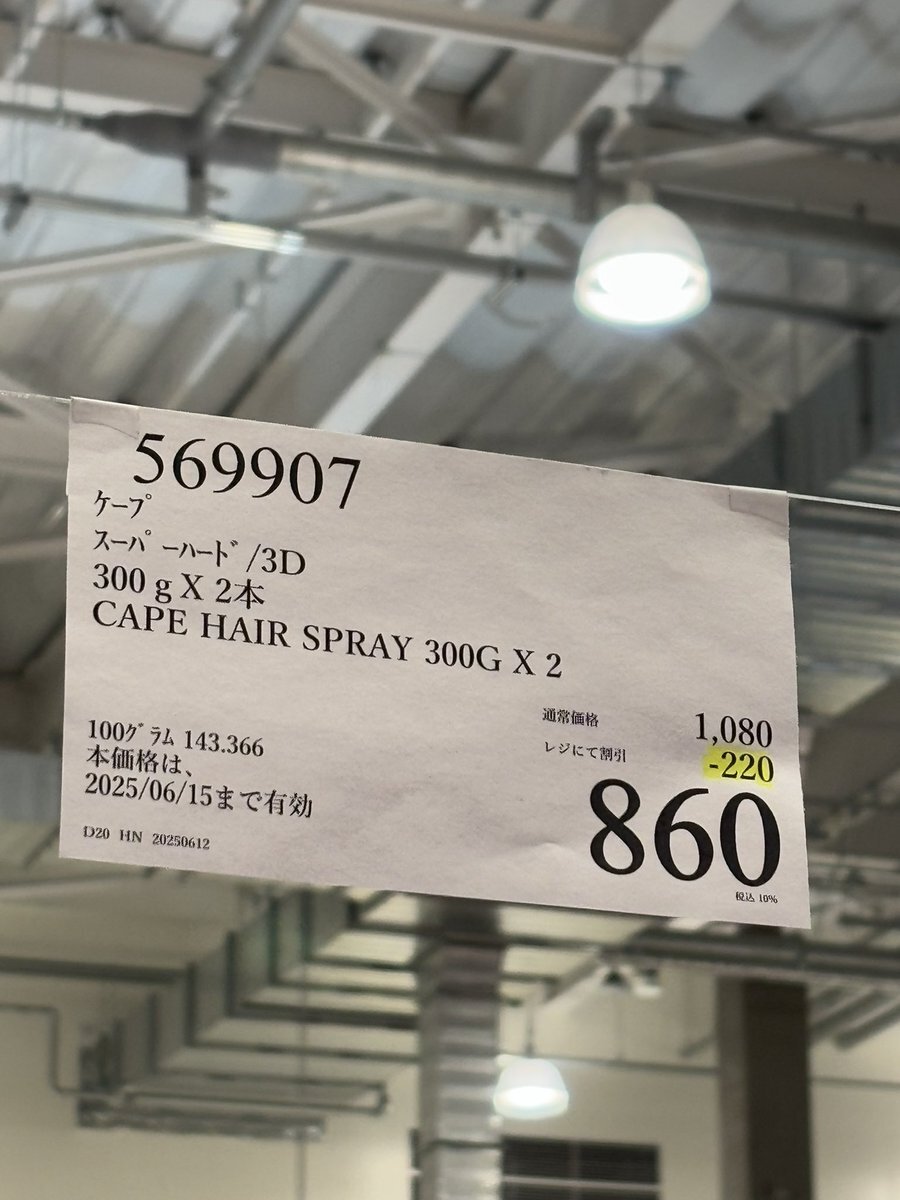 569907
ケープ
スーパーハード/3D
300 g X 2本
CAPE HAIR SPRAY 300G X 2
100グラム 143.366
本価格は、
2025/06/15まで有効
D20 HN 20250612
通常価格 1,080
レジにて割引 -220
860
税込 10%